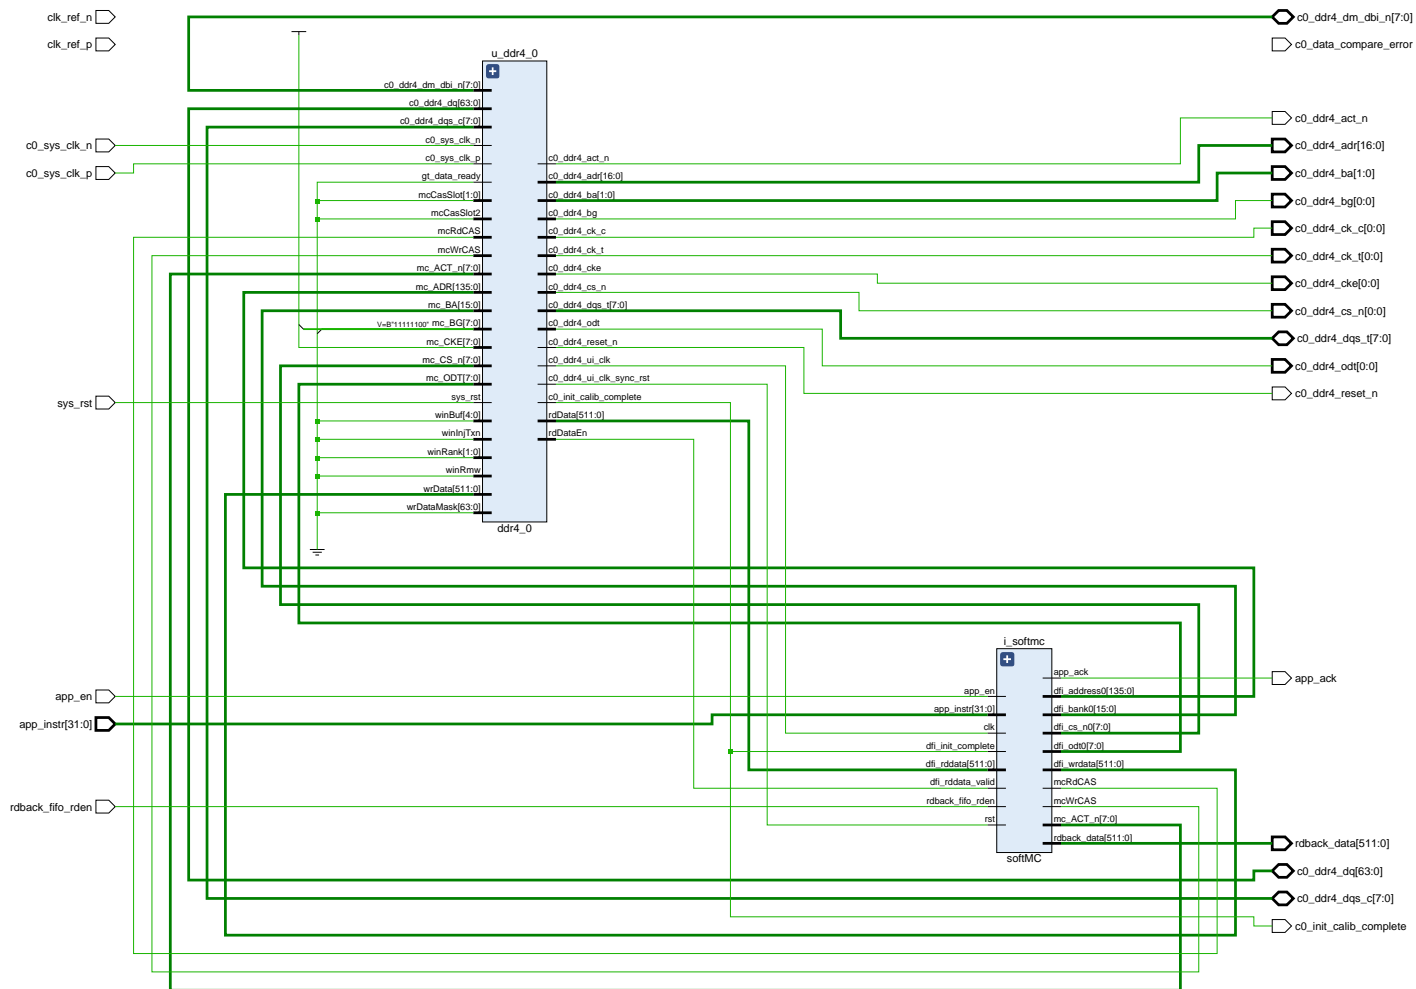 clk_ref_n
clk_ref_p
c0_sys_clk_n
c0_sys_clk_p
sys_rst
app_en
app_instr[31:0]
rdback_fifo_rden
u_ddr4_0
c0_ddr4_dm_dbi_n[7:0]
c0_ddr4_dq[63:0]
c0_ddr4_dqs_c[7:0]
c0_sys_clk_n
c0_sys_clk_p
gt_data_ready
mcCasSlot[1:0]
mcCasSlot2
mcRdCAS
mcWrCAS
mc_ACT_n[7:0]
mc_ADR[135:0]
mc_BA[15:0]
V=B"11111100" mc_BG[7:0]
mc_CKE[7:0]
mc_CS_n[7:0]
mc_ODT[7:0]
sys_rst
winBuf[4:0]
winInjTxn
winRank[1:0]
winRmw
wrData[511:0]
wrDataMask[63:0]
c0_ddr4_act_n
c0_ddr4_adr[16:0]
c0_ddr4_ba[1:0]
c0_ddr4_bg
c0_ddr4_ck_c
c0_ddr4_ck_t
c0_ddr4_cke
c0_ddr4_cs_n
c0_ddr4_dqs_t[7:0]
c0_ddr4_odt
c0_ddr4_reset_n
c0_ddr4_ui_clk
c0_ddr4_ui_clk_sync_rst
c0_init_calib_complete
rdData[511:0]
rdDataEn
ddr4_0
i_softmc
app_en
app_instr[31:0]
clk
dfi_init_complete
dfi_rddata[511:0]
dfi_rddata_valid
rdback_fifo_rden
rst
app_ack
dfi_address0[135:0]
dfi_bank0[15:0]
dfi_cs_n0[7:0]
dfi_odt0[7:0]
dfi_wrdata[511:0]
mcRdCAS
mcWrCAS
mc_ACT_n[7:0]
rdback_data[511:0]
softMC
c0_ddr4_dm_dbi_n[7:0]
c0_data_compare_error
c0_ddr4_act_n
c0_ddr4_adr[16:0]
c0_ddr4_ba[1:0]
c0_ddr4_bg[0:0]
c0_ddr4_ck_c[0:0]
c0_ddr4_ck_t[0:0]
c0_ddr4_cke[0:0]
c0_ddr4_cs_n[0:0]
c0_ddr4_dqs_t[7:0]
c0_ddr4_odt[0:0]
c0_ddr4_reset_n
app_ack
rdback_data[511:0]
c0_ddr4_dq[63:0]
c0_ddr4_dqs_c[7:0]
c0_init_calib_complete